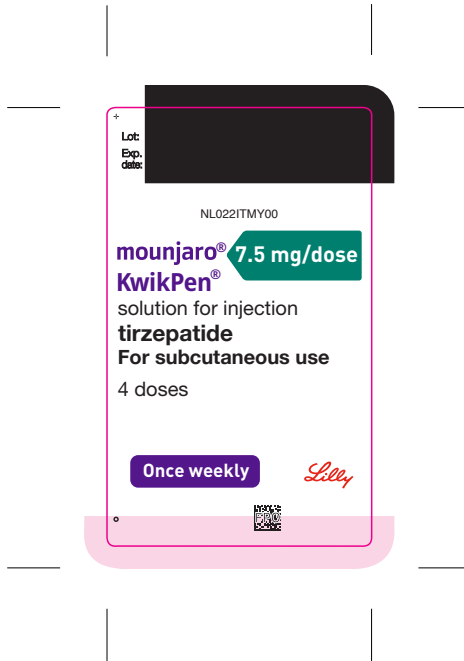 Lot:
Exp.
date:
NL022ITMY00
mounjaro® 7.5 mg/dose
KwikPen®
solution for injection
tirzepatide
For subcutaneous use
4 doses
Once weekly
Lilly
FRO